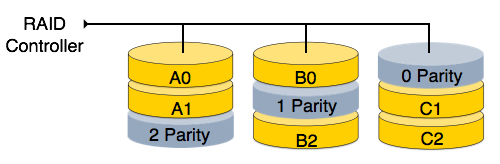 RAID
Controller
A0
A1
2 Parity
B0
1 Parity
B2
0 Parity
C1
C2